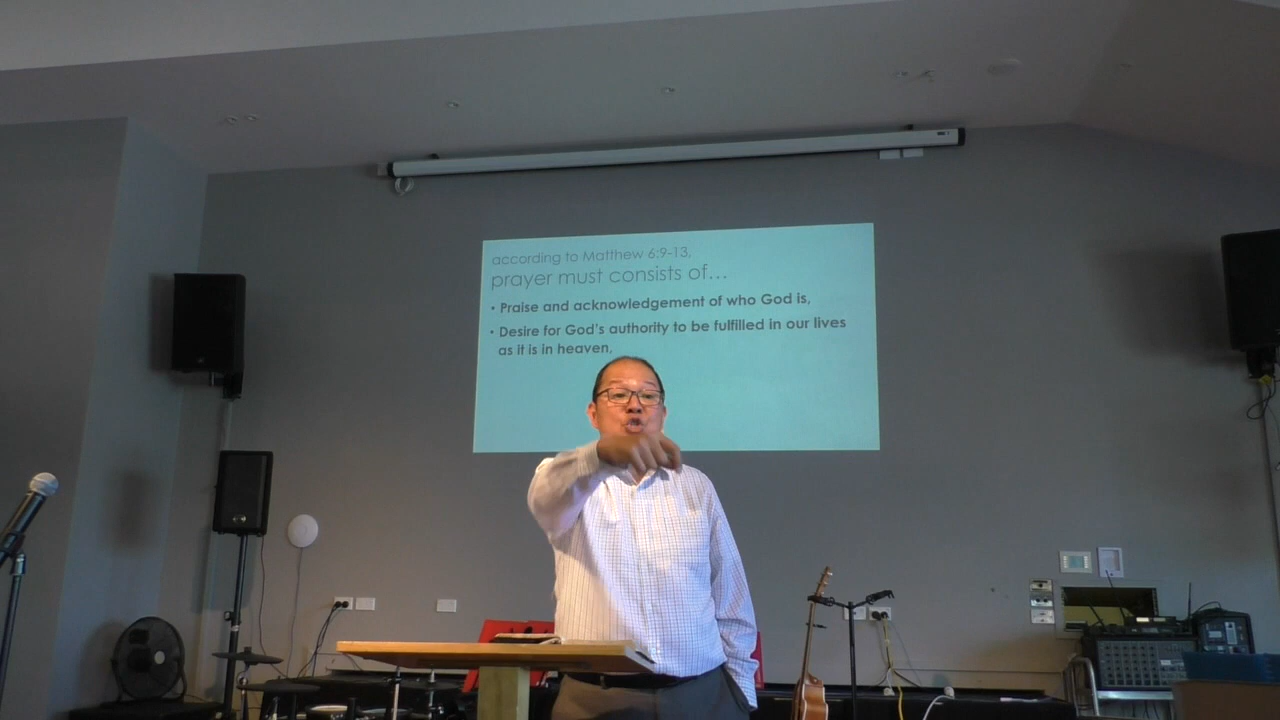 according to Matthew 6:9-13,
prayer must consists of…
• Praise and acknowledgement of who God is,
• Desire for God's authority to be fulfilled in our lives
as it is in heaven,